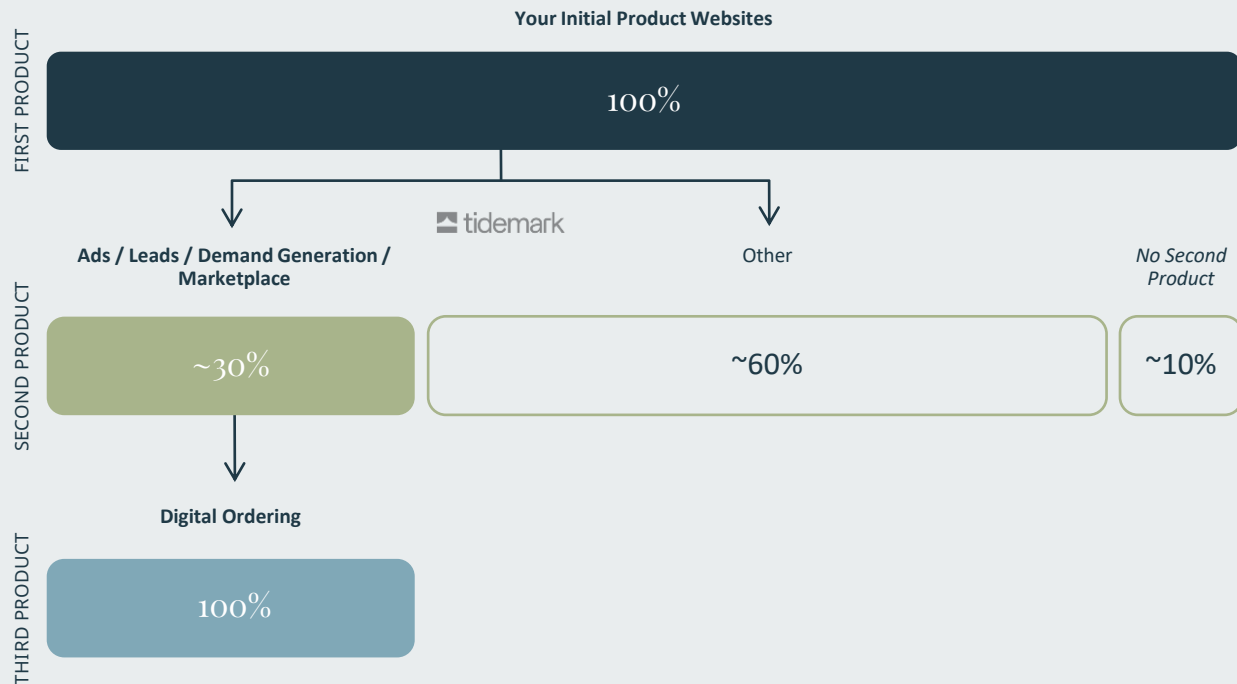 Your Initial Product Websites
FIRST PRODUCT
100%
tidemark
Ads / Leads / Demand Generation /
Marketplace
Other
No Second
Product
SECOND PRODUCT
~30%
~60%
~10%
Digital Ordering
THIRD PRODUCT
100%